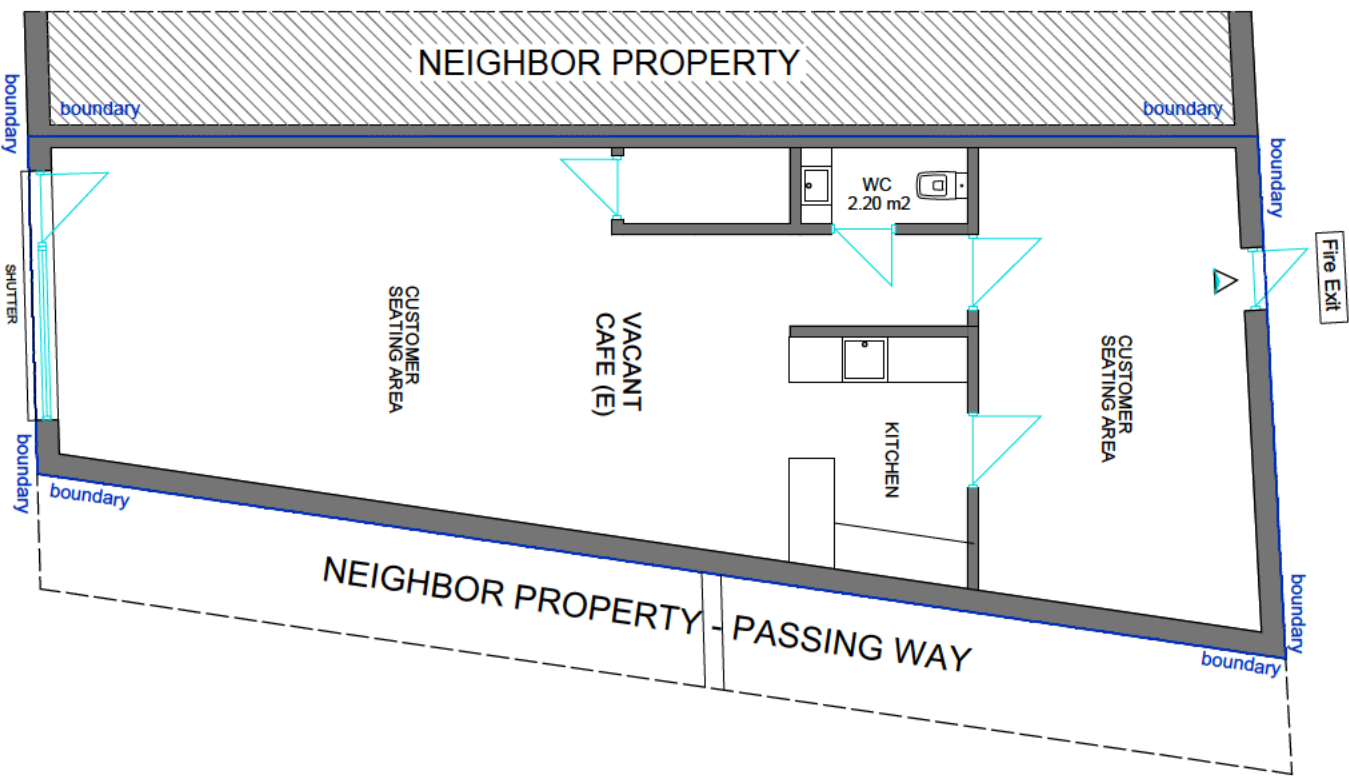 NEIGHBOR PROPERTY
boundary
boundary
boundary
boundary
WC
2.20 m2
Fire Exit
SHUTTER
CUSTOMER
SEATING AREA
VACANT
CAFE (E)
CUSTOMER
SEATING AREA
KITCHEN
boundary
boundary
NEIGHBOR PROPERTY - PASSING WAY
boundary
boundary